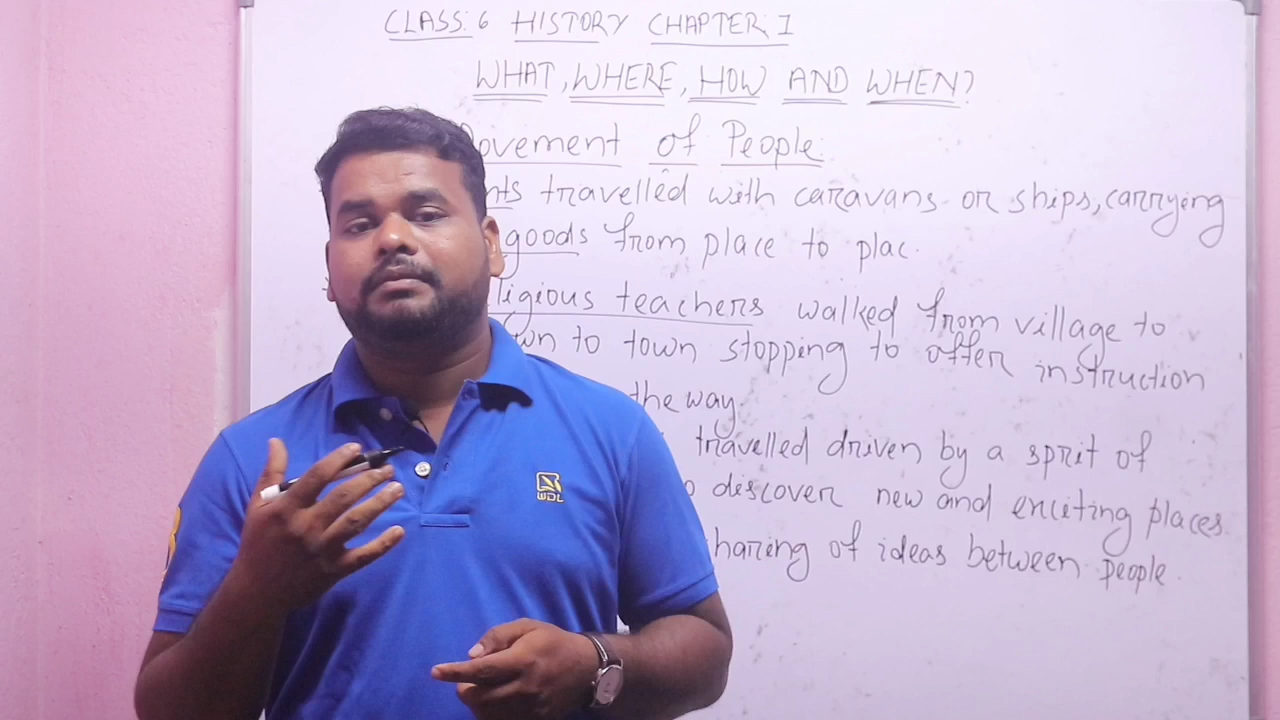 CLASS: 6 HISTORY CHAPTER: I
WHAT, WHERE, HOW AND WHEN?
ovement of People:
nts travelled with caravans or ships, carrying
goods from place to plac.
ligious teachers walked from village to
wn to town stopping to offer instruction
the way.
travelled driven by a sprit of
o discover new and exciting places.
haring of ideas between people.
WDL